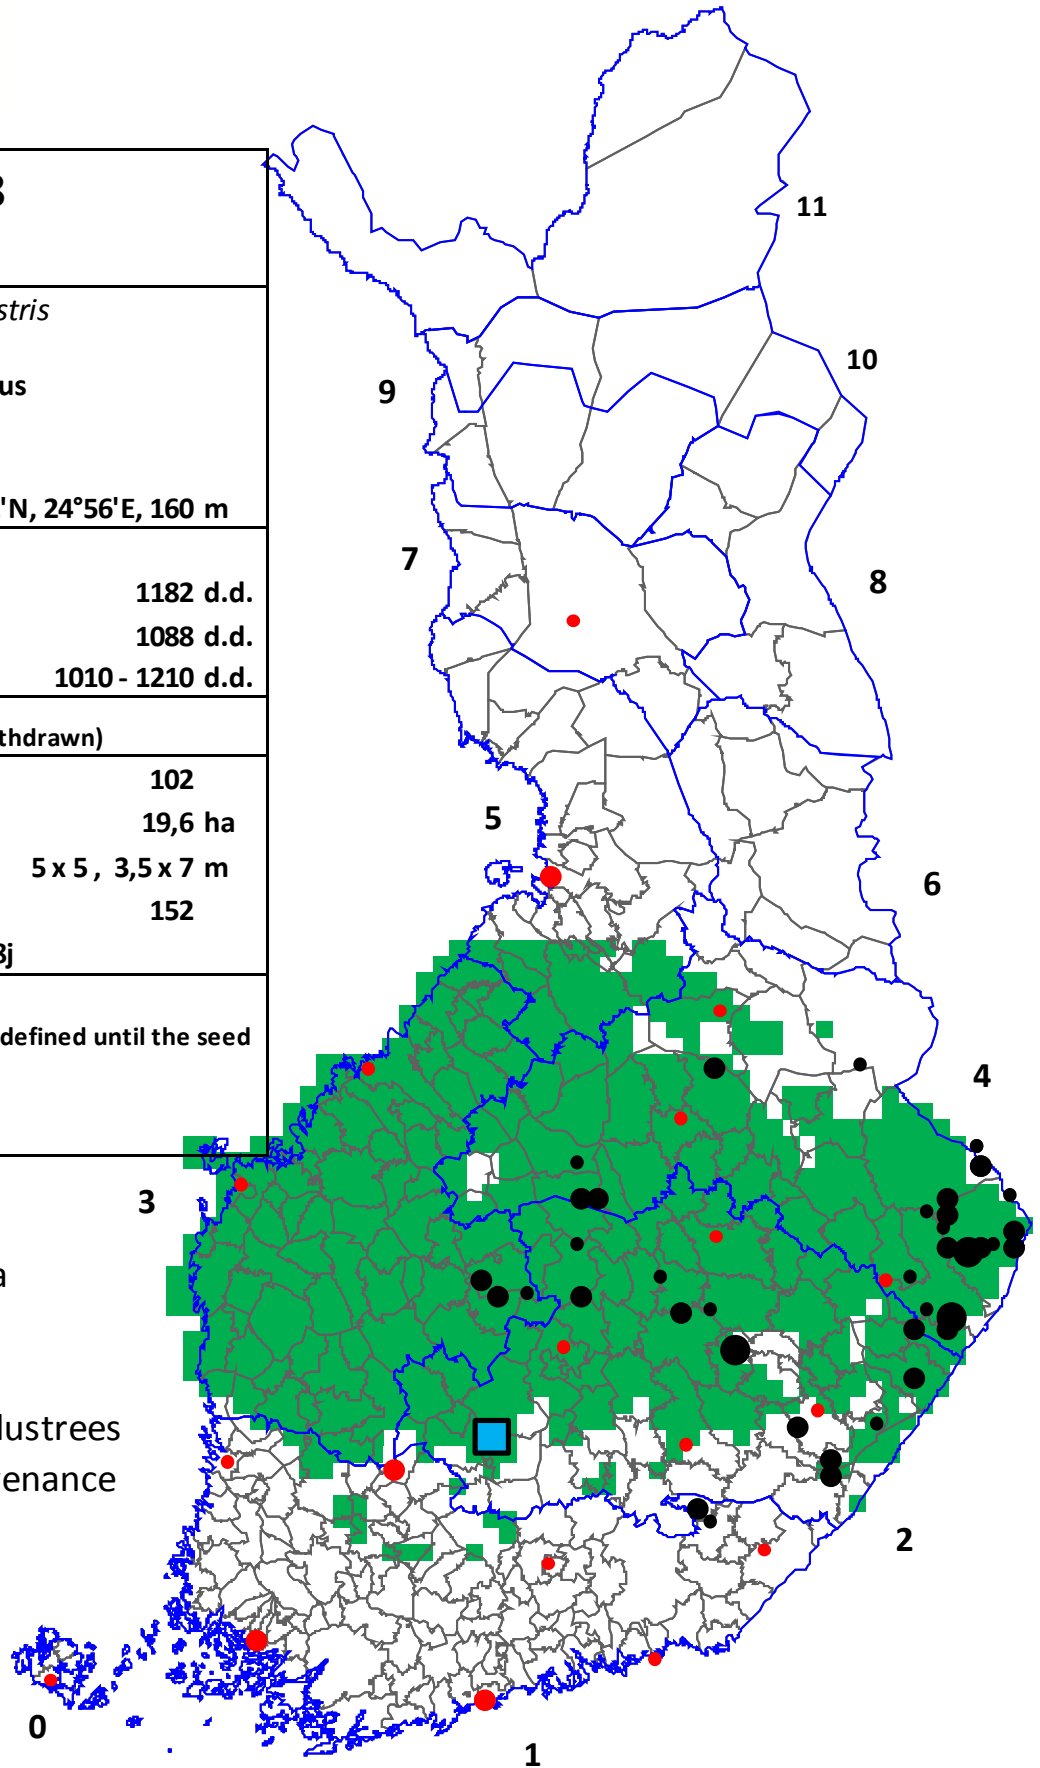 11
10
9
7
8
5
6
4
3
2
0
1
3
stris
us
'N, 24°56'E, 160 m
1182 d.d.
1088 d.d.
1010 - 1210 d.d.
thdrawn)
102
19,6 ha
5 x 5 , 3,5 x 7 m
152
3j
defined until the seed
a
lustrees
venance